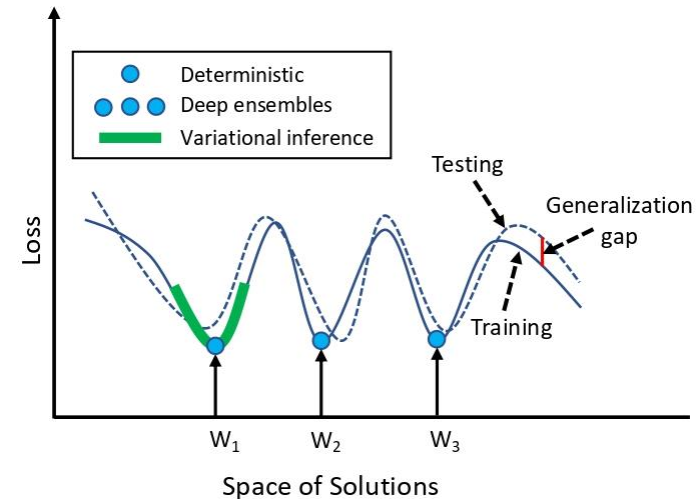 Deterministic
Deep ensembles
Variational inference
Testing
Generalization
gap
Loss
Training
W1
W2
W3
Space of Solutions